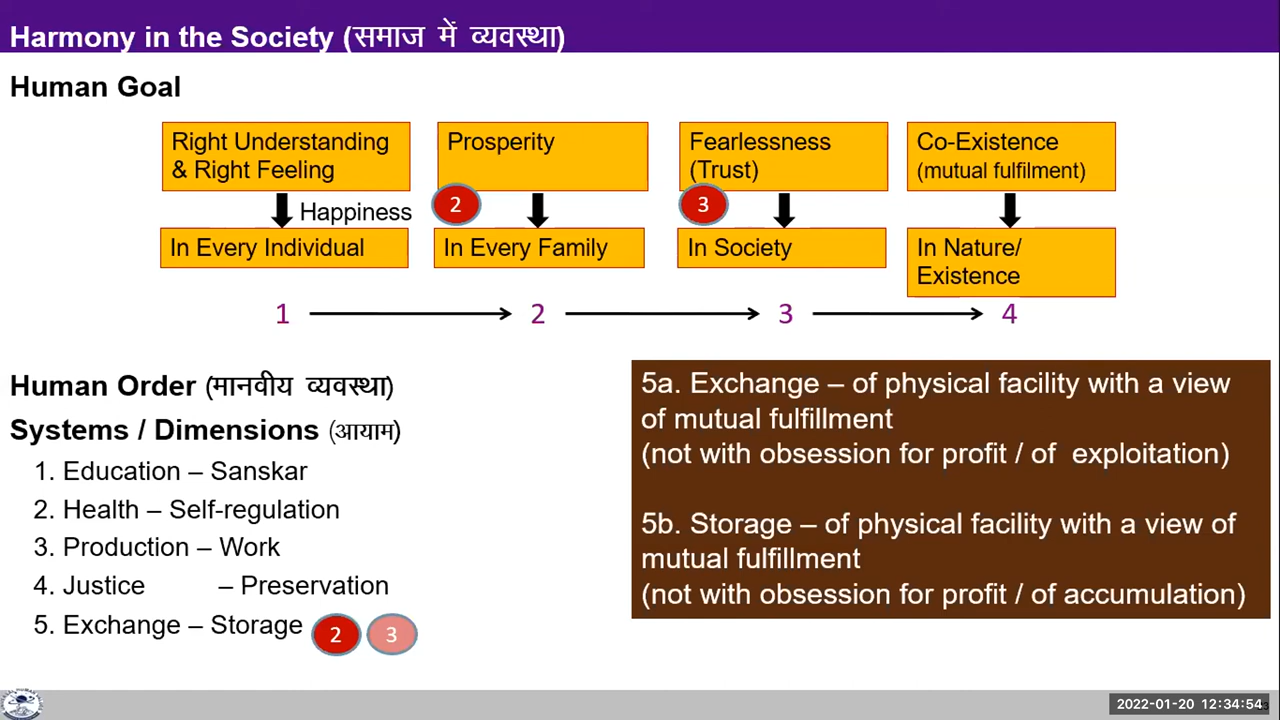 Harmony in the Society (समाज में व्यवस्था)
Human Goal
Right Understanding
& Right Feeling
Prosperity
Fearlessness
(Trust)
Co-Existence
(mutual fulfilment)
Happiness
2
3
In Every Individual
In Every Family
In Society
In Nature/
Existence
1
2
3
4
Human Order (मानवीय व्यवस्था)
Systems / Dimensions (आयाम)
1. Education – Sanskar
2. Health – Self-regulation
3. Production – Work
4. Justice – Preservation
5. Exchange – Storage
2
3
5a. Exchange – of physical facility with a view
of mutual fulfillment
(not with obsession for profit / of exploitation)
5b. Storage – of physical facility with a view of
mutual fulfillment
(not with obsession for profit / of accumulation)
2022-01-20 12:34:54